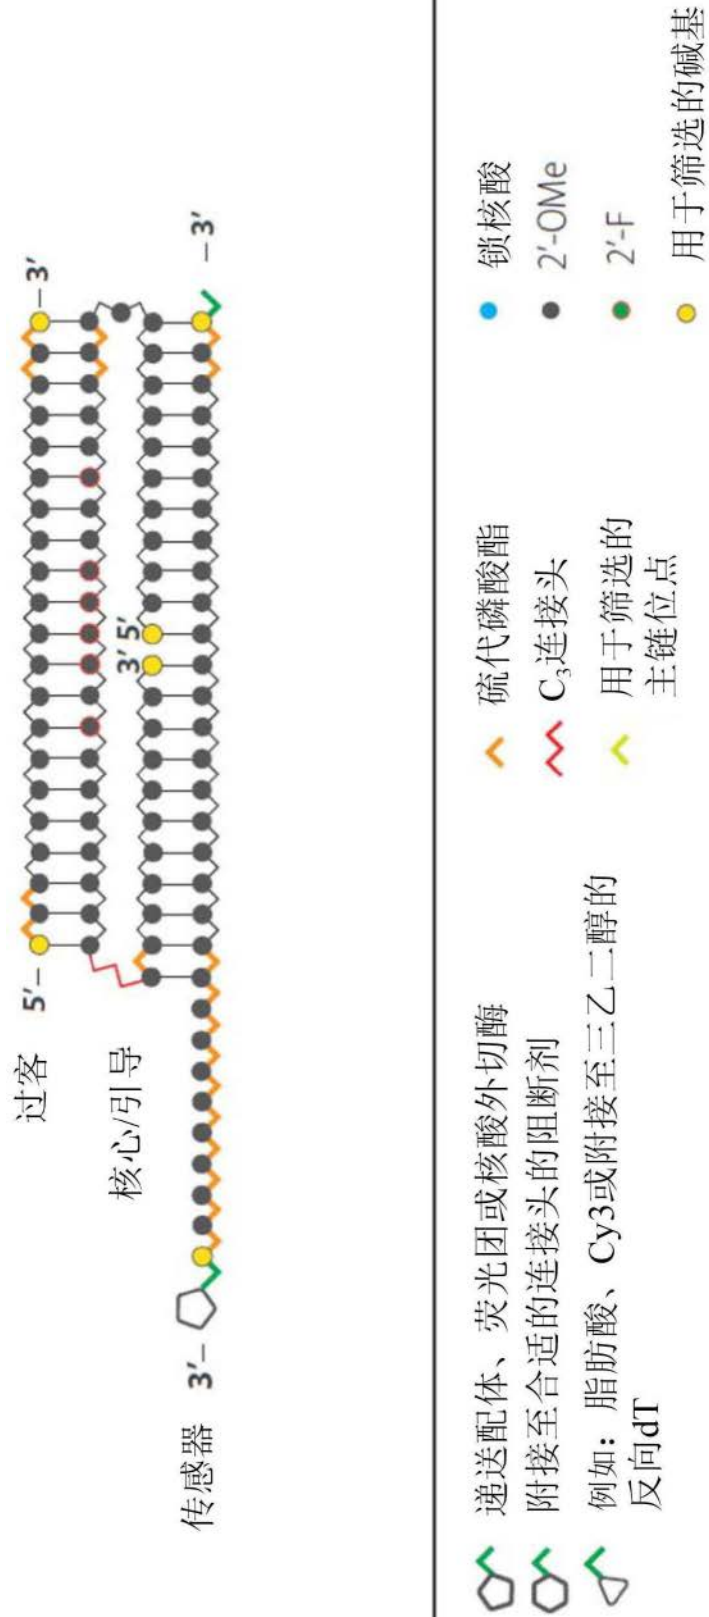 过客
5′–
–3′
核心/引导
3′ 5′
传感器
3′–
–3′
递送配体、荧光团或核酸外切酶
附接至合适的连接头的阻断剂
例如：脂肪酸、Cy3或附接至三乙二醇的
反向dT
硫代磷酸酯
C₃连接头
用于筛选的
主链位点
锁核酸
2′-OMe
2′-F
用于筛选的碱基